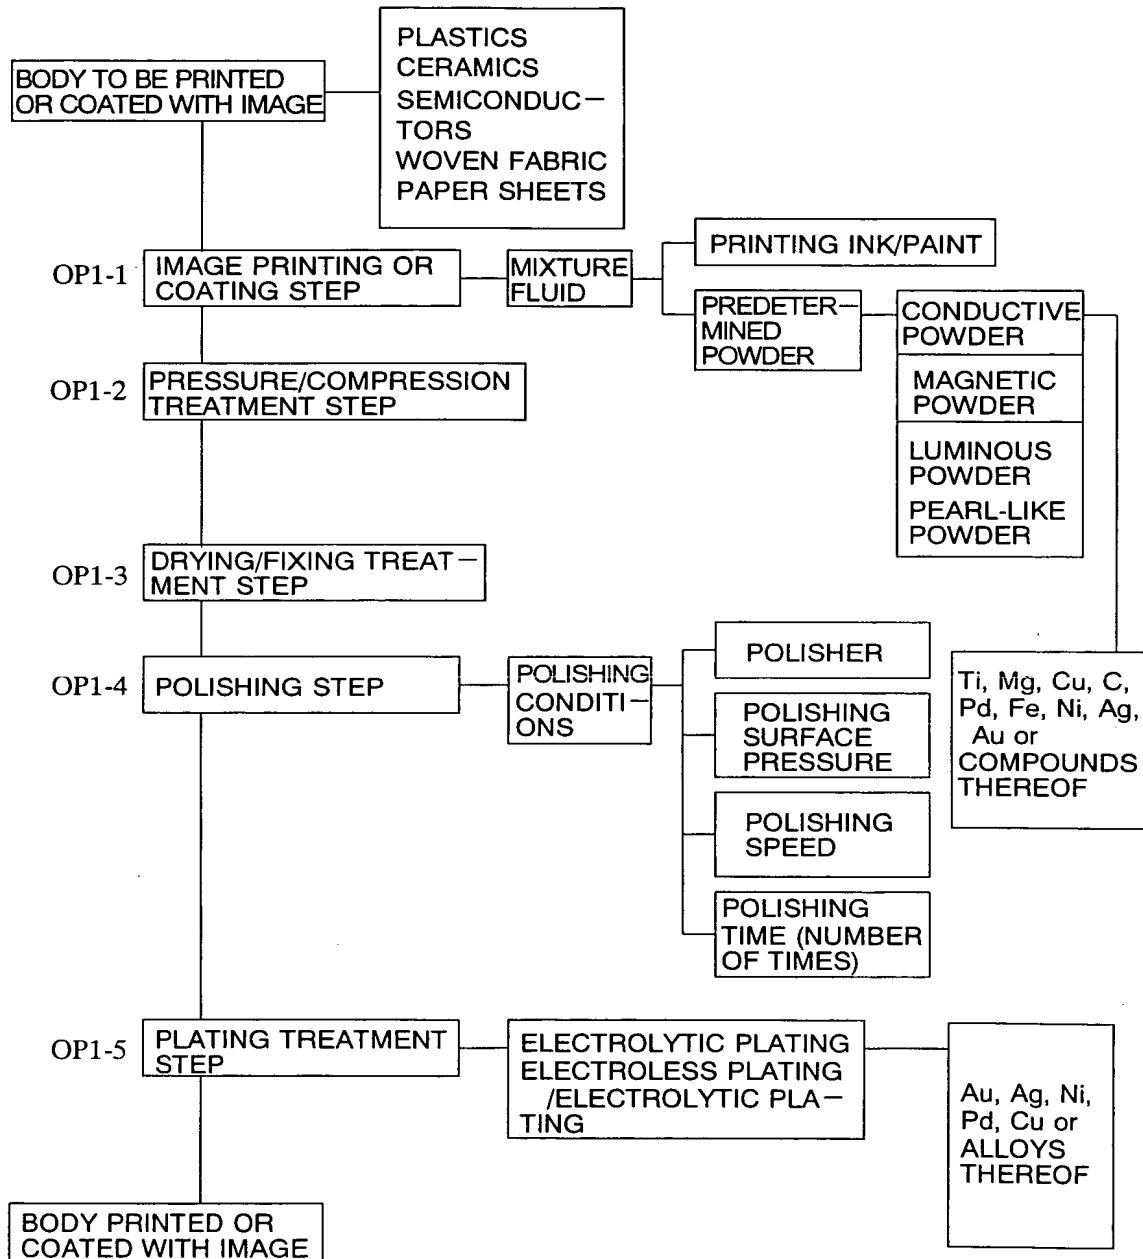 BODY TO BE PRINTED
OR COATED WITH IMAGE
PLASTICS
CERAMICS
SEMICONDUC-
TORS
WOVEN FABRIC
PAPER SHEETS
OP1-1
IMAGE PRINTING OR
COATING STEP
MIXTURE
FLUID
PRINTING INK/PAINT
PREDETER-
MINED
POWDER
CONDUCTIVE
POWDER
MAGNETIC
POWDER
LUMINOUS
POWDER
PEARL-LIKE
POWDER
OP1-2
PRESSURE/COMPRESSION
TREATMENT STEP
OP1-3
DRYING/FIXING TREAT-
MENT STEP
OP1-4
POLISHING STEP
POLISHING
CONDITI-
ONS
POLISHER
POLISHING
SURFACE
PRESSURE
POLISHING
SPEED
POLISHING
TIME (NUMBER
OF TIMES)
Ti, Mg, Cu, C,
Pd, Fe, Ni, Ag,
Au or
COMPOUNDS
THEREOF
OP1-5
PLATING TREATMENT
STEP
ELECTROLYTIC PLATING
ELECTROLESS PLATING
/ELECTROLYTIC PLA-
TING
Au, Ag, Ni,
Pd, Cu or
ALLOYS
THEREOF
BODY PRINTED OR
COATED WITH IMAGE